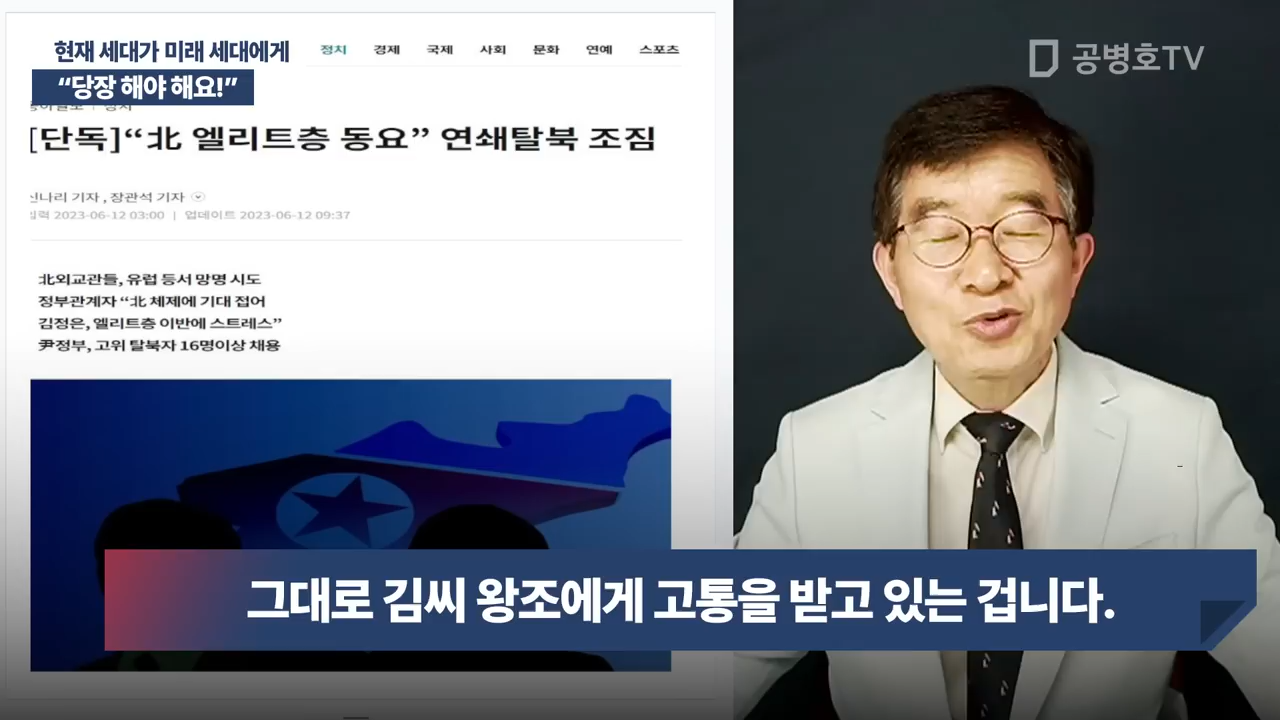 현재 세대가 미래 세대에게
“당장 해야 해요!”
정치 경제 국제 사회 문화 연예 스포츠
공병호TV
[단독]“北 엘리트층 동요” 연쇄탈북 조짐
신나리 기자 , 장관석 기자
입력 2023-06-12 03:00 | 업데이트 2023-06-12 09:37
北외교관들, 유럽 등서 망명 시도
정부관계자 “北 체제에 기대 접어
김정은, 엘리트층 이반에 스트레스”
尹정부, 고위 탈북자 16명이상 채용
그대로 김씨 왕조에게 고통을 받고 있는 겁니다.